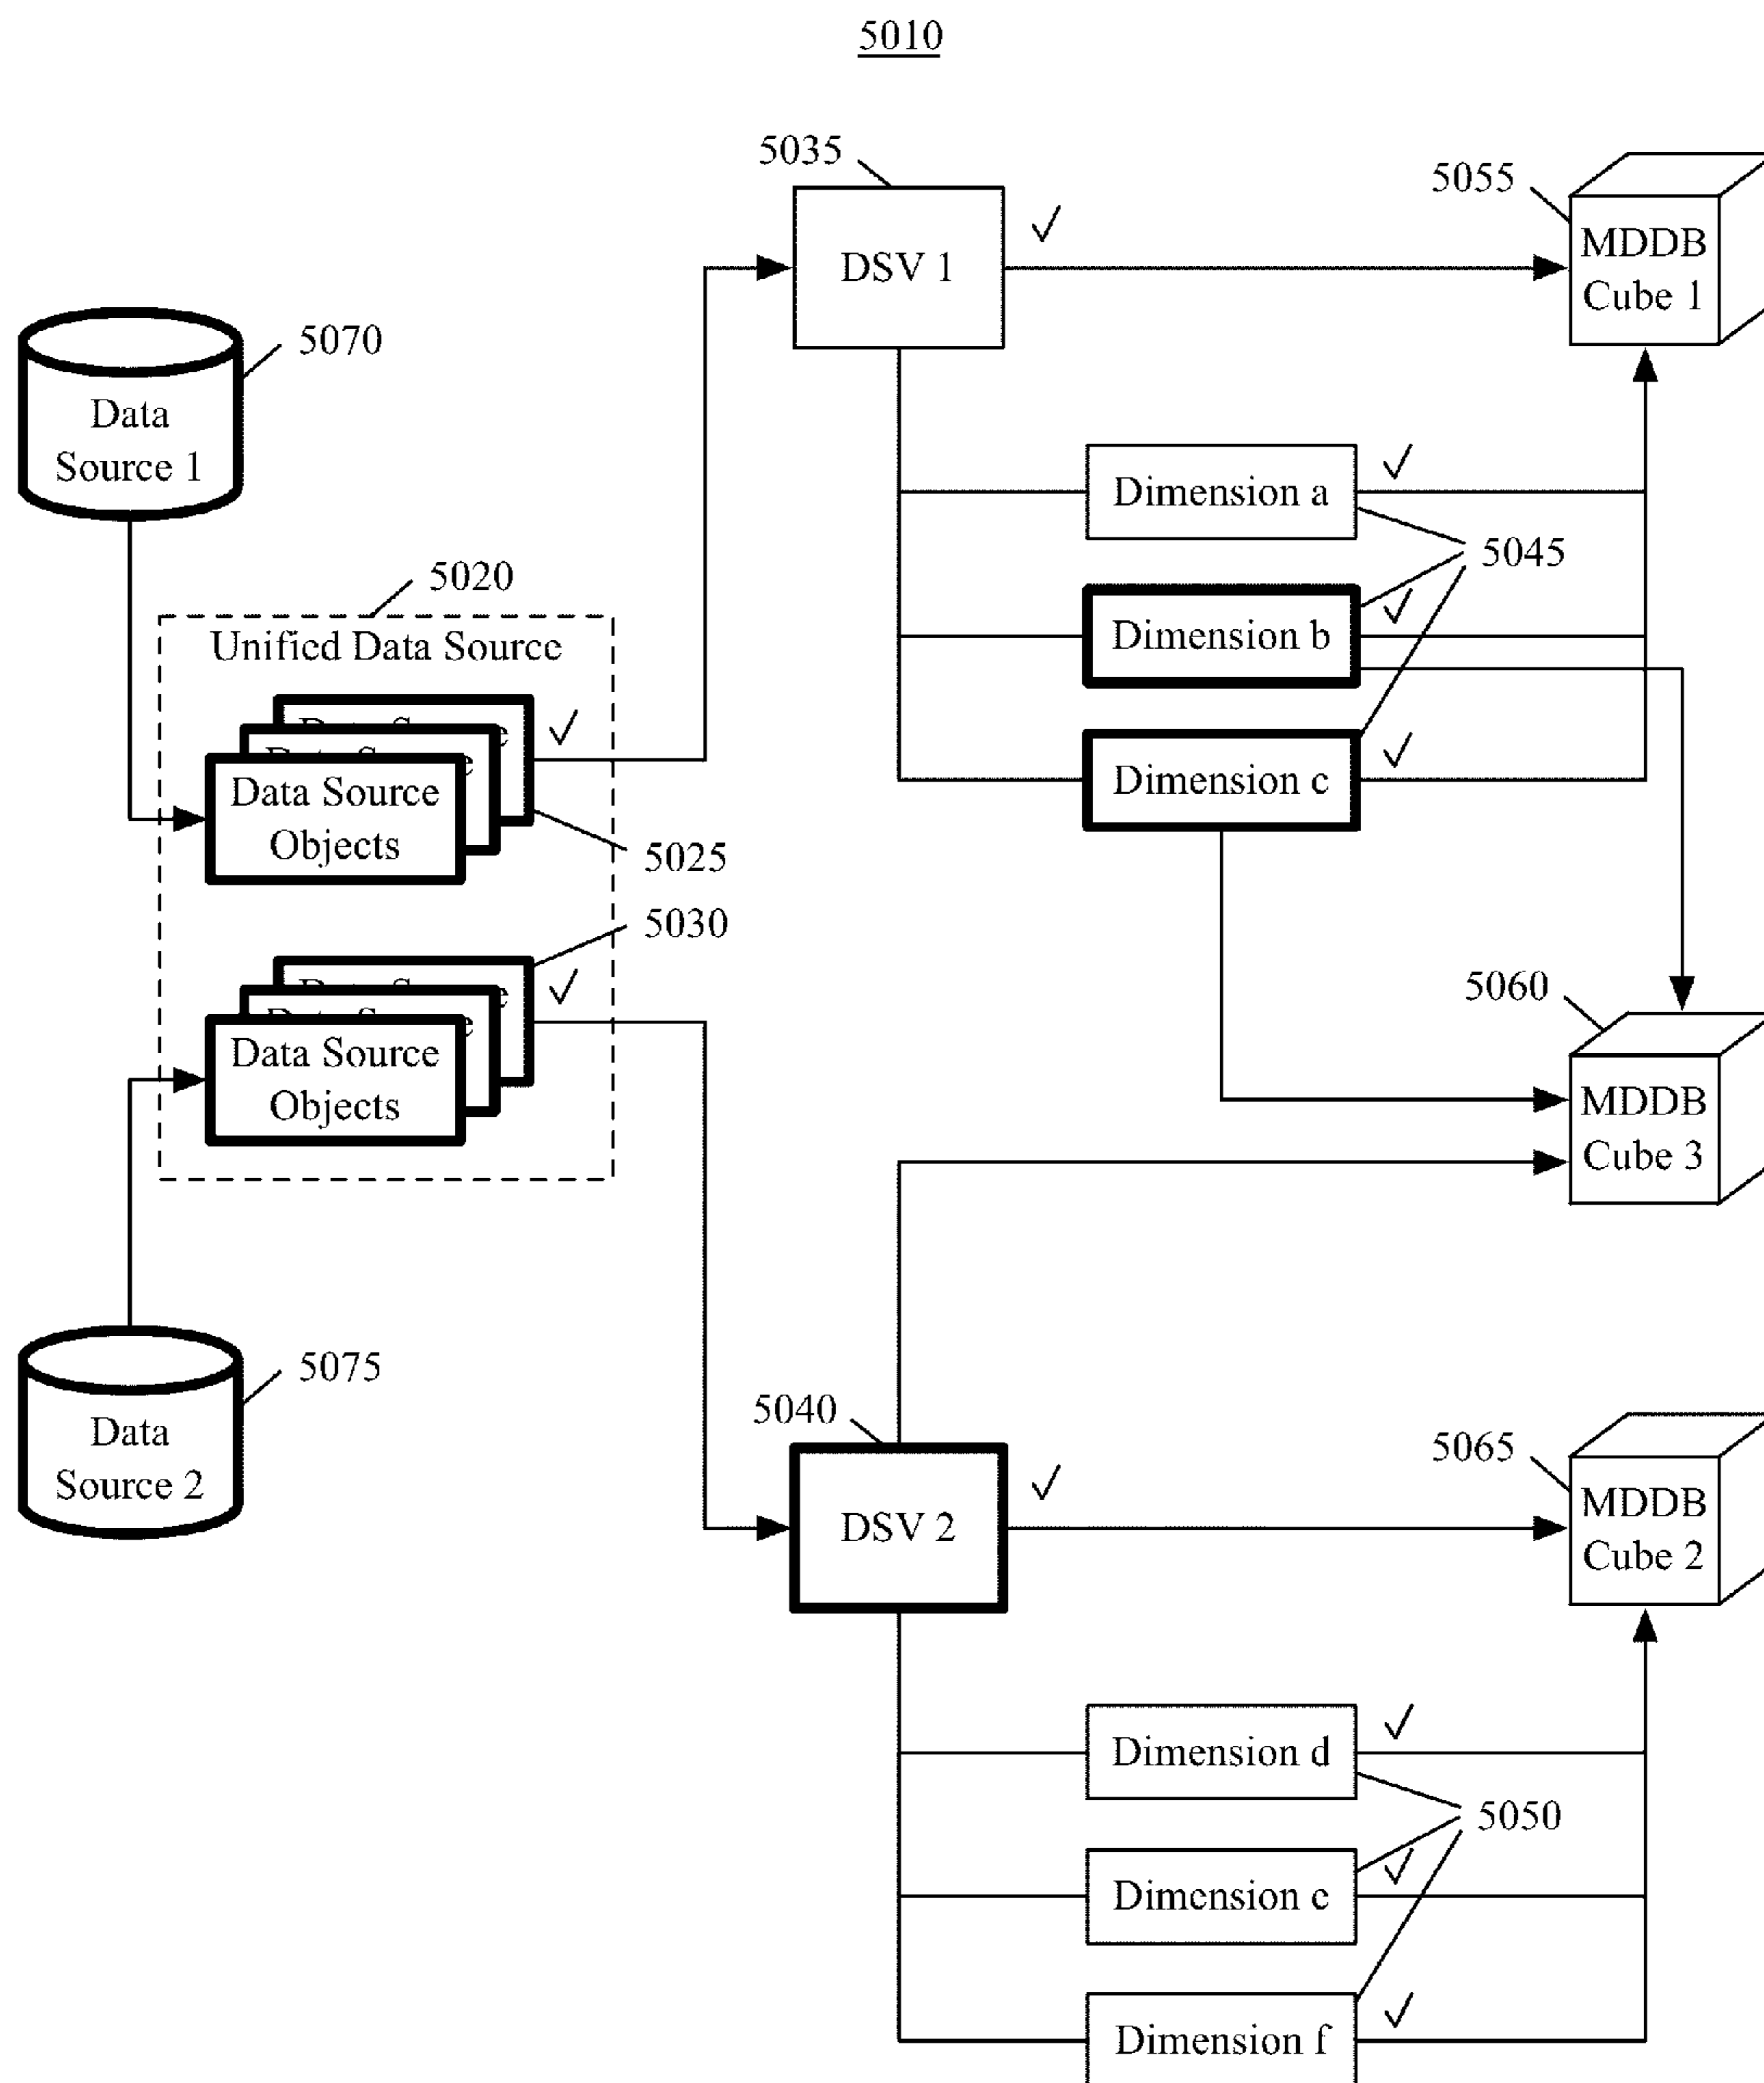 5010
5035
DSV 1
5055
MDDB
Cube 1
5070
Data
Source 1
Dimension a
5045
Dimension b
Dimension c
5020
Unified Data Source
Data Source
Objects
5025
5030
Data Source
Objects
5060
MDDB
Cube 3
5075
Data
Source 2
5040
DSV 2
5065
MDDB
Cube 2
Dimension d
5050
Dimension e
Dimension f